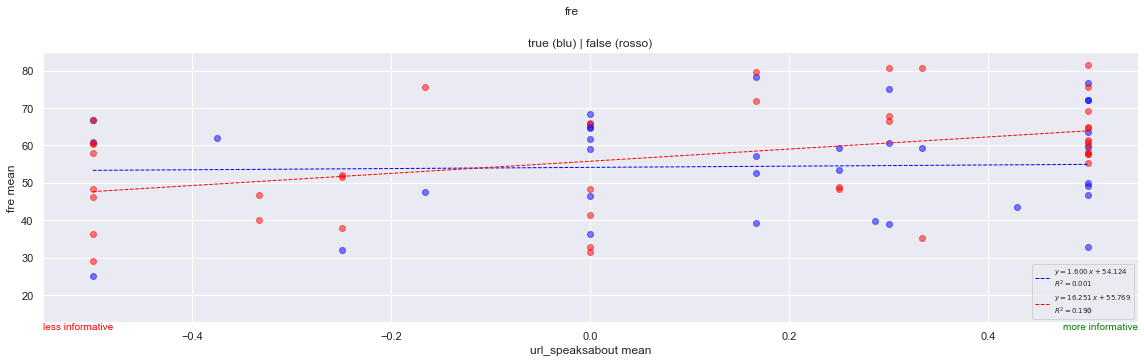 fre
true (blu) | false (rosso)
80
70
60
50
40
30
20
fre mean
y = 1.600 x + 54.124
R² = 0.001
y = 16.251 x + 55.769
R² = 0.190
less informative
more informative
−0.4
−0.2
0.0
0.2
0.4
url_speaksabout mean